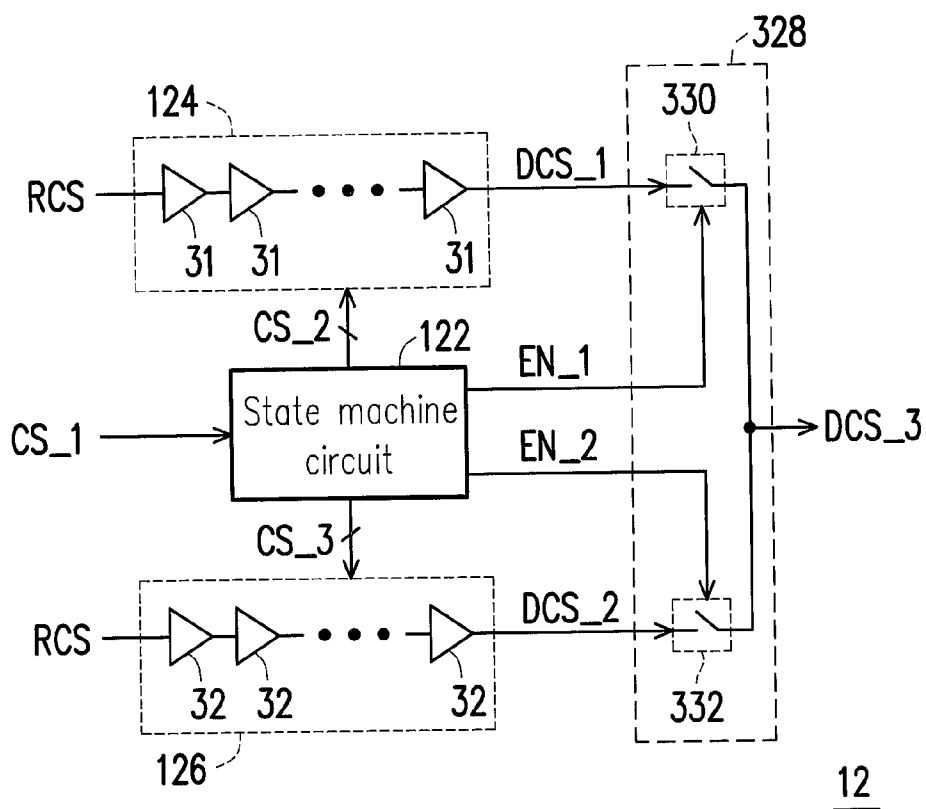 328
124
330
RCS
DCS_1
31
31
31
CS_2
122
EN_1
State machine
circuit
CS_1
DCS_3
EN_2
CS_3
RCS
DCS_2
32
32
32
332
126
12